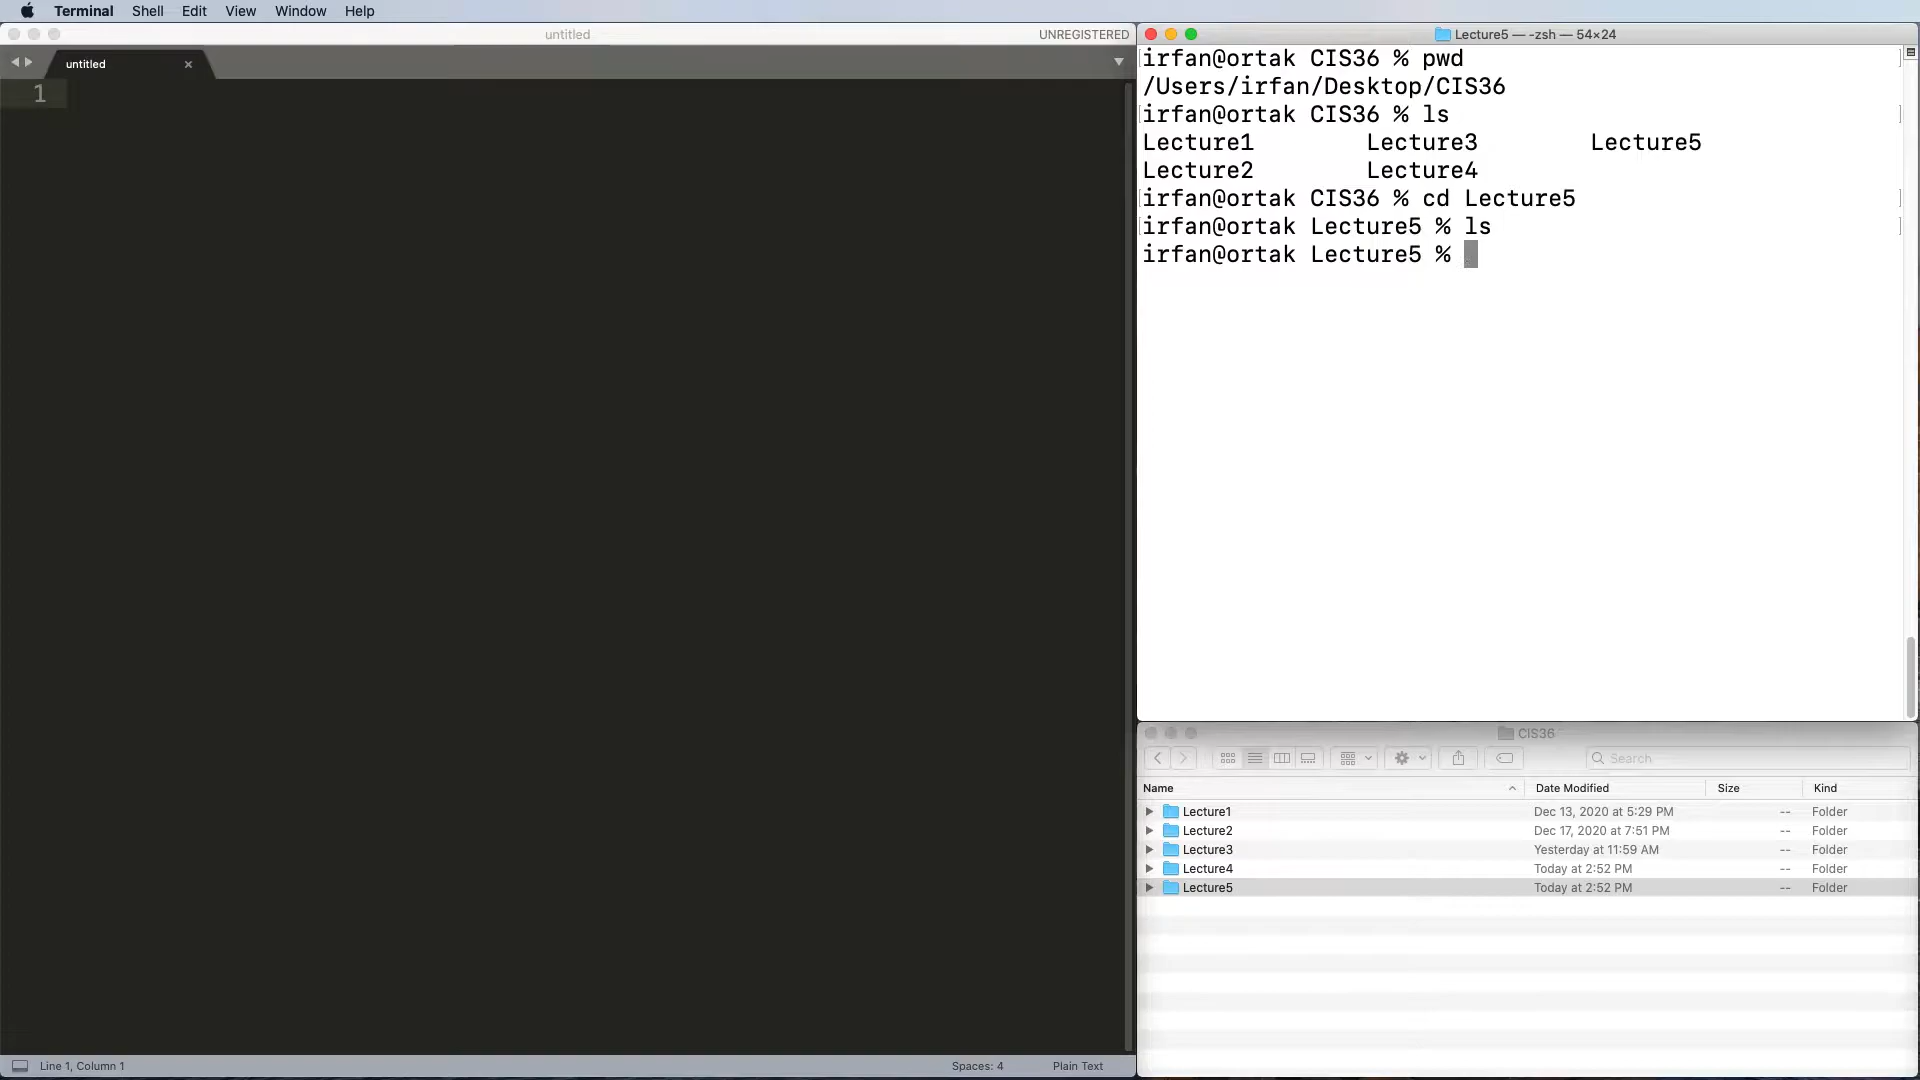 Terminal Shell Edit View Window Help
untitled UNREGISTERED
untitled ×
1
Line 1, Column 1 Spaces: 4 Plain Text
Lecture5 — -zsh — 54×24
irfan@ortak CIS36 % pwd
/Users/irfan/Desktop/CIS36
irfan@ortak CIS36 % ls
Lecture1 Lecture3 Lecture5
Lecture2 Lecture4
irfan@ortak CIS36 % cd Lecture5
irfan@ortak Lecture5 % ls
irfan@ortak Lecture5 %
CIS36
Search
Name Date Modified Size Kind
Lecture1 Dec 13, 2020 at 5:29 PM -- Folder
Lecture2 Dec 17, 2020 at 7:51 PM -- Folder
Lecture3 Yesterday at 11:59 AM -- Folder
Lecture4 Today at 2:52 PM -- Folder
Lecture5 Today at 2:52 PM -- Folder